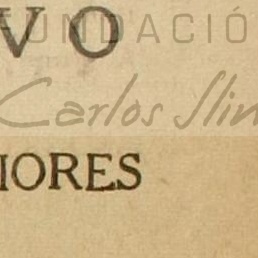 FUNDACIÓ
VO
Carlos Slim
IORES